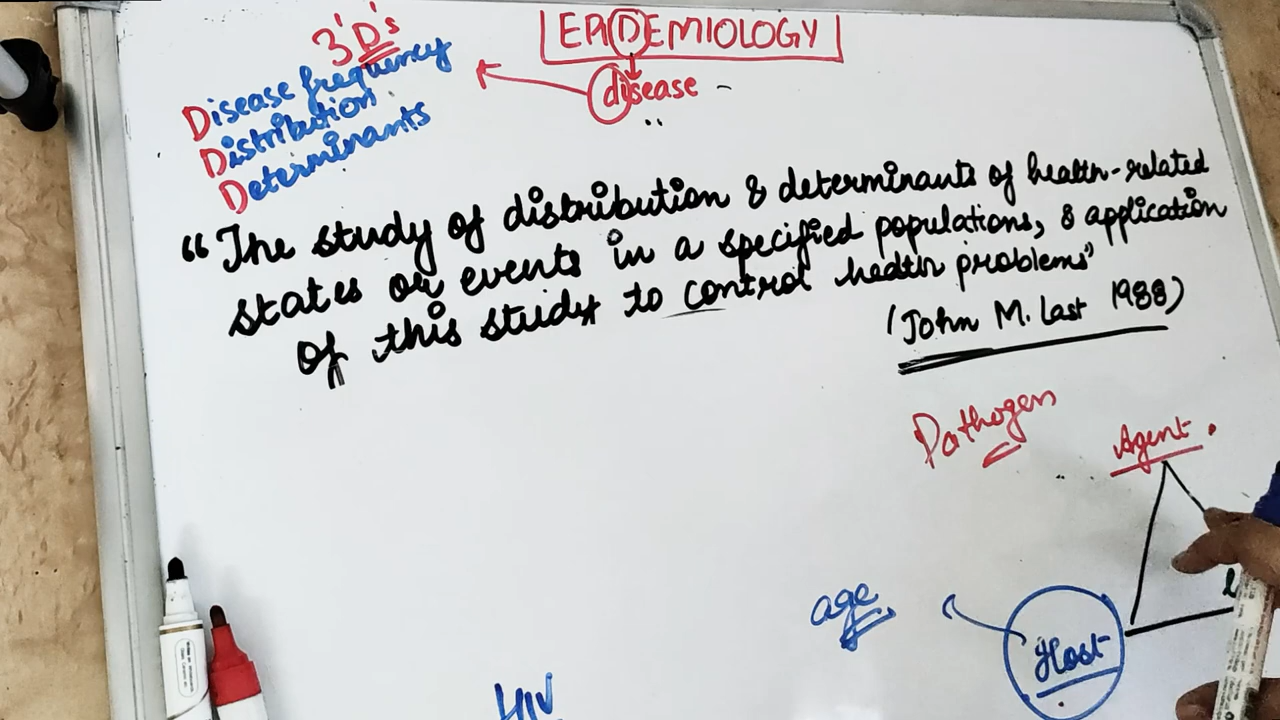 3 'D's
EPIDEMIOLOGY
disease
Disease frequency
Distribution
Determinants
"The study of distribution & determinants of health-related
states or events in a specified populations, & application
of this study to control health problems"
(John M. Last 1988)
Pathogen
Agent
age
Host
HIV